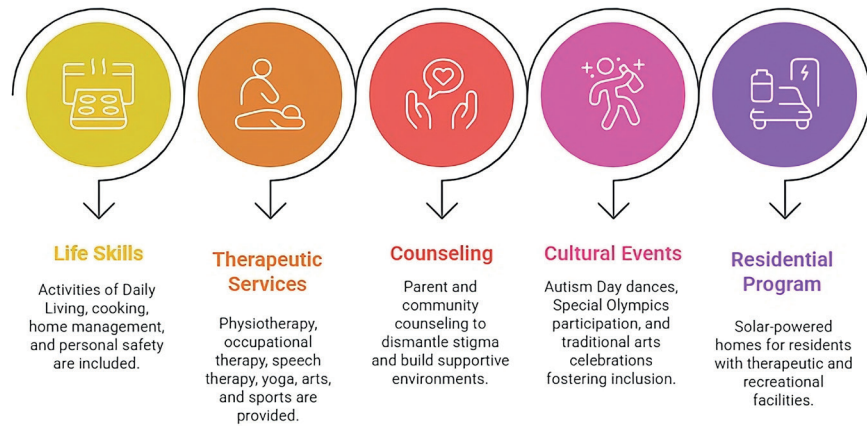 Life Skills
Activities of Daily
Living, cooking,
home management,
and personal safety
are included.
Therapeutic
Services
Physiotherapy,
occupational
therapy, speech
therapy, yoga, arts,
and sports are
provided.
Counseling
Parent and
community
counseling to
dismantle stigma
and build supportive
environments.
Cultural Events
Autism Day dances,
Special Olympics
participation, and
traditional arts
celebrations
fostering inclusion.
Residential
Program
Solar-powered
homes for residents
with therapeutic and
recreational
facilities.